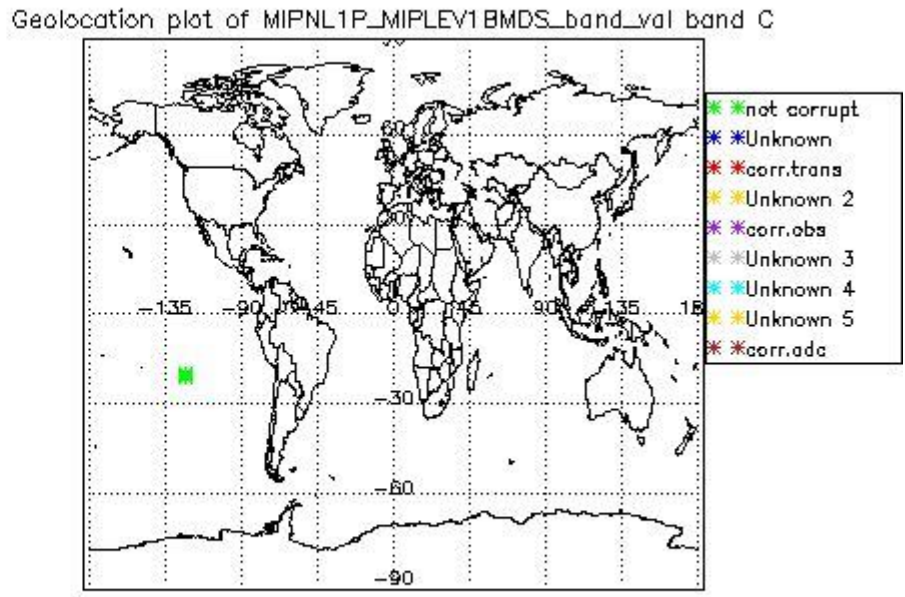 Geolocation plot of MIPNL1P_MIPLEV1BMDS_band_val band C
60
-135 -90 -45 0 45 90 135
-30
-60
-90
* *not corrupt
* *Unknown
* *corr.trans
* *Unknown 2
* *corr.obs
* *Unknown 3
* *Unknown 4
* *Unknown 5
* *corr.adc